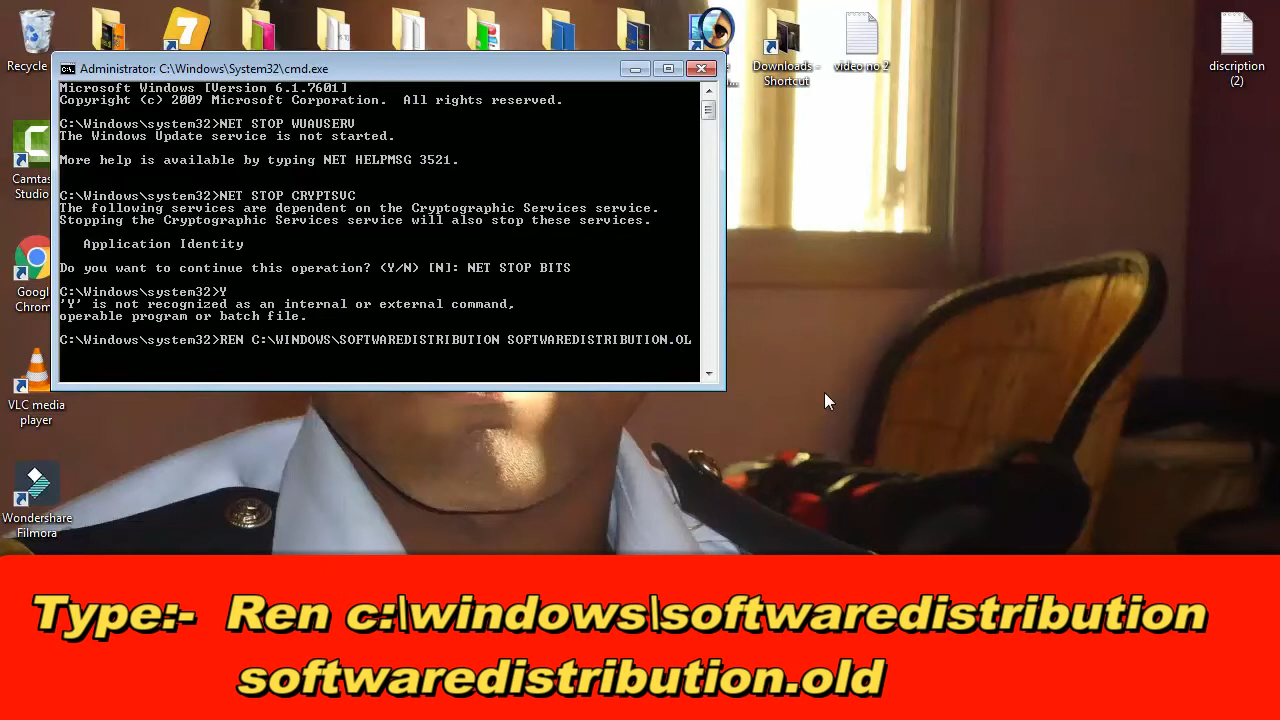 Recycle
Downloads -
Shortcut
video no 2
discription
(2)
Administrator: C:\Windows\System32\cmd.exe
Microsoft Windows [Version 6.1.7601]
Copyright (c) 2009 Microsoft Corporation.  All rights reserved.
C:\Windows\system32>NET STOP WUAUSERV
The Windows Update service is not started.
More help is available by typing NET HELPMSG 3521.
C:\Windows\system32>NET STOP CRYPTSVC
The following services are dependent on the Cryptographic Services service.
Stopping the Cryptographic Services service will also stop these services.
Application Identity
Do you want to continue this operation? (Y/N) [N]: NET STOP BITS
C:\Windows\system32>Y
'Y' is not recognized as an internal or external command,
operable program or batch file.
C:\Windows\system32>REN C:\WINDOWS\SOFTWAREDISTRIBUTION SOFTWAREDISTRIBUTION.OL
Camtas
Studio
Googl
Chrom
VLC media
player
Wondershare
Filmora
Type:- Ren c:\windows\softwaredistribution
softwaredistribution.old